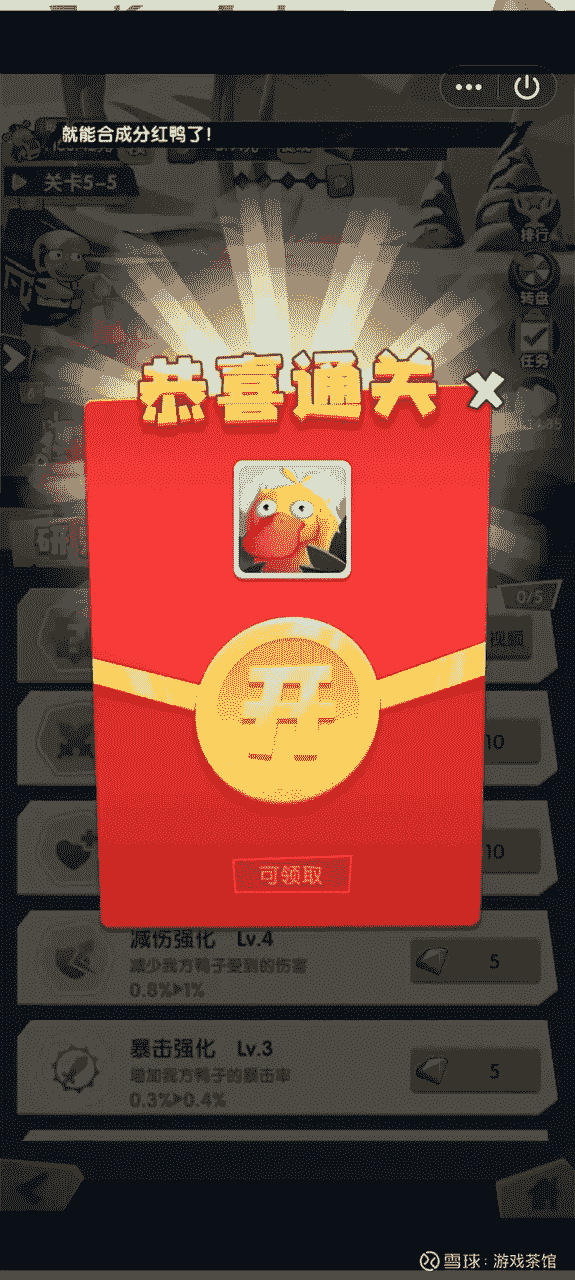 就能合成分红鸭了!
关卡5-5
排行
转盘
任务
恭喜通关
开
0/5
视频
10
10
可领取
减伤强化 Lv.4
减少我方鸭子受到的伤害
0.8%▶1%
5
暴击强化 Lv.3
增加我方鸭子的暴击率
0.3%▶0.4%
5
雪球:游戏茶馆